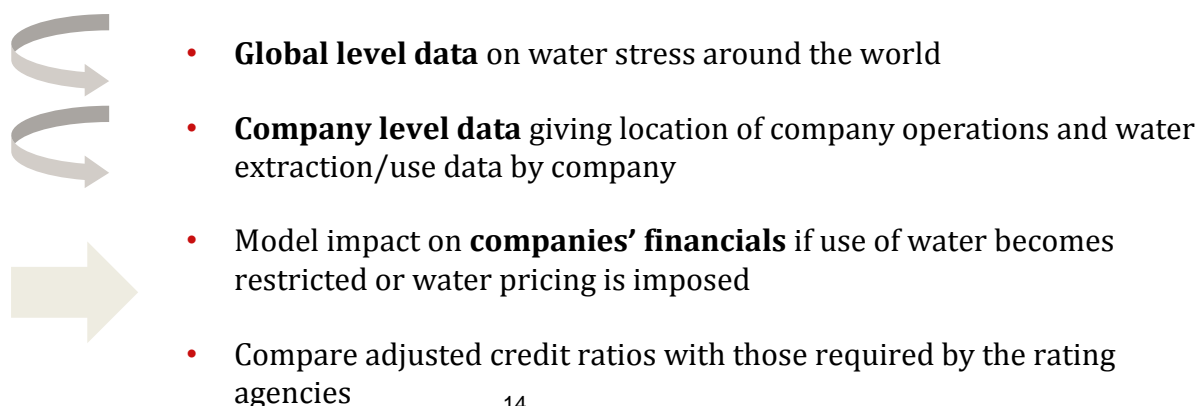 • Global level data on water stress around the world
• Company level data giving location of company operations and water
extraction/use data by company
• Model impact on companies’ financials if use of water becomes
restricted or water pricing is imposed
• Compare adjusted credit ratios with those required by the rating
agencies
14